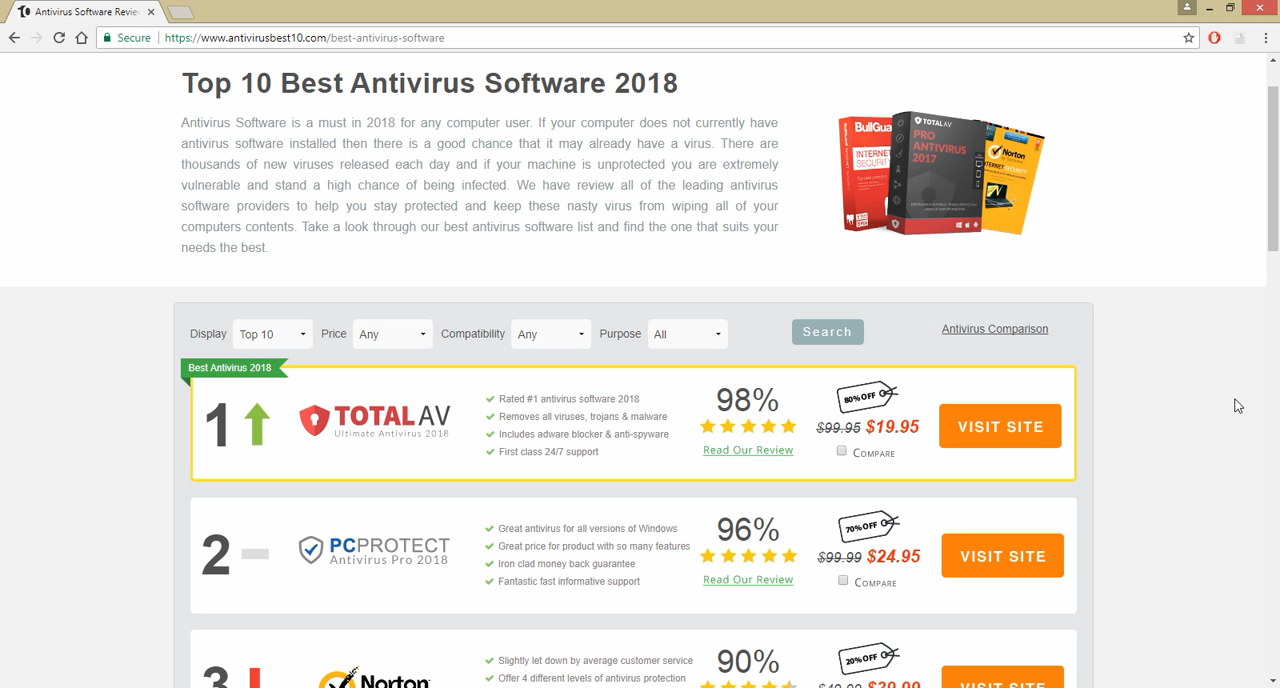 Antivirus Software Revie
Secure https://www.antivirusbest10.com/best-antivirus-software
Top 10 Best Antivirus Software 2018
Antivirus Software is a must in 2018 for any computer user. If your computer does not currently have
antivirus software installed then there is a good chance that it may already have a virus. There are
thousands of new viruses released each day and if your machine is unprotected you are extremely
vulnerable and stand a high chance of being infected. We have review all of the leading antivirus
software providers to help you stay protected and keep these nasty virus from wiping all of your
computers contents. Take a look through our best antivirus software list and find the one that suits your
needs the best.
BullGua
INTERNET
SECURITY
TOTALAV
PRO
ANTIVIRUS
2017
Norton
Display Top 10 Price Any Compatibility Any Purpose All Search Antivirus Comparison
Best Antivirus 2018
1
TOTAL AV
Ultimate Antivirus 2018
Rated #1 antivirus software 2018
Removes all viruses, trojans & malware
Includes adware blocker & anti-spyware
First class 24/7 support
98%
Read Our Review
80% OFF
$99.95 $19.95
COMPARE
VISIT SITE
2
PCPROTECT
Antivirus Pro 2018
Great antivirus for all versions of Windows
Great price for product with so many features
Iron clad money back guarantee
Fantastic fast informative support
96%
Read Our Review
70% OFF
$99.99 $24.95
COMPARE
VISIT SITE
3
Norton
Slightly let down by average customer service
Offer 4 different levels of antivirus protection
90%
20% OFF
VISIT SITE